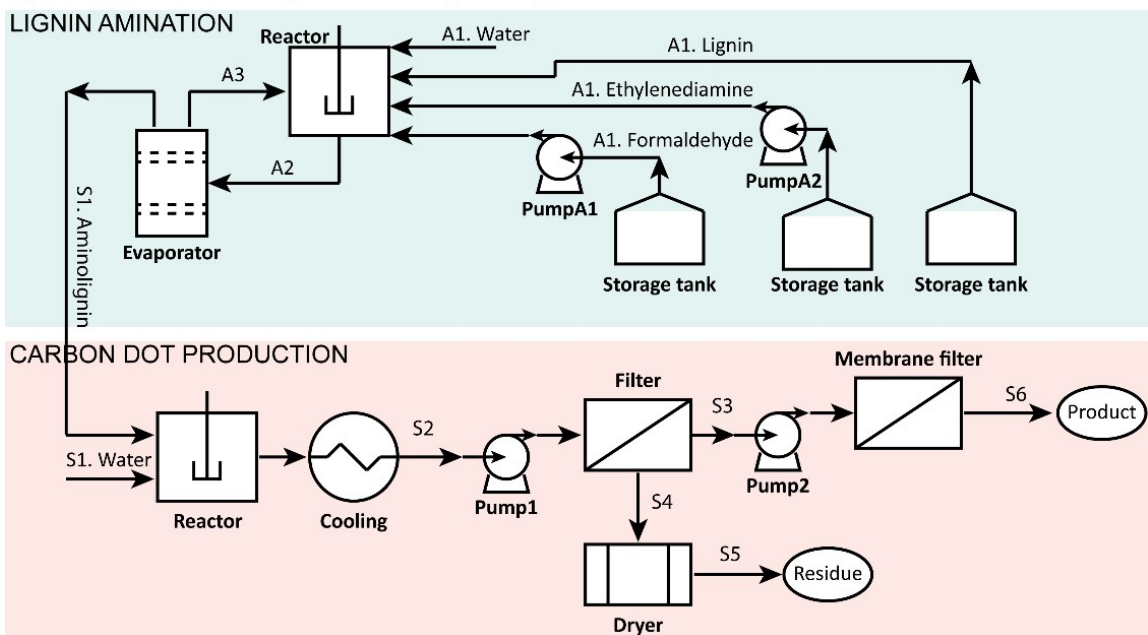 LIGNIN AMINATION
Reactor
A1. Water
A1. Lignin
A3
A1. Ethylenediamine
A1. Formaldehyde
A2
PumpA2
PumpA1
Evaporator
Storage tank
Storage tank
Storage tank
S1. Aminolignin
CARBON DOT PRODUCTION
Membrane filter
Filter
S2
S3
S6
Product
S1. Water
Reactor
Cooling
Pump1
Pump2
S4
S5
Residue
Dryer